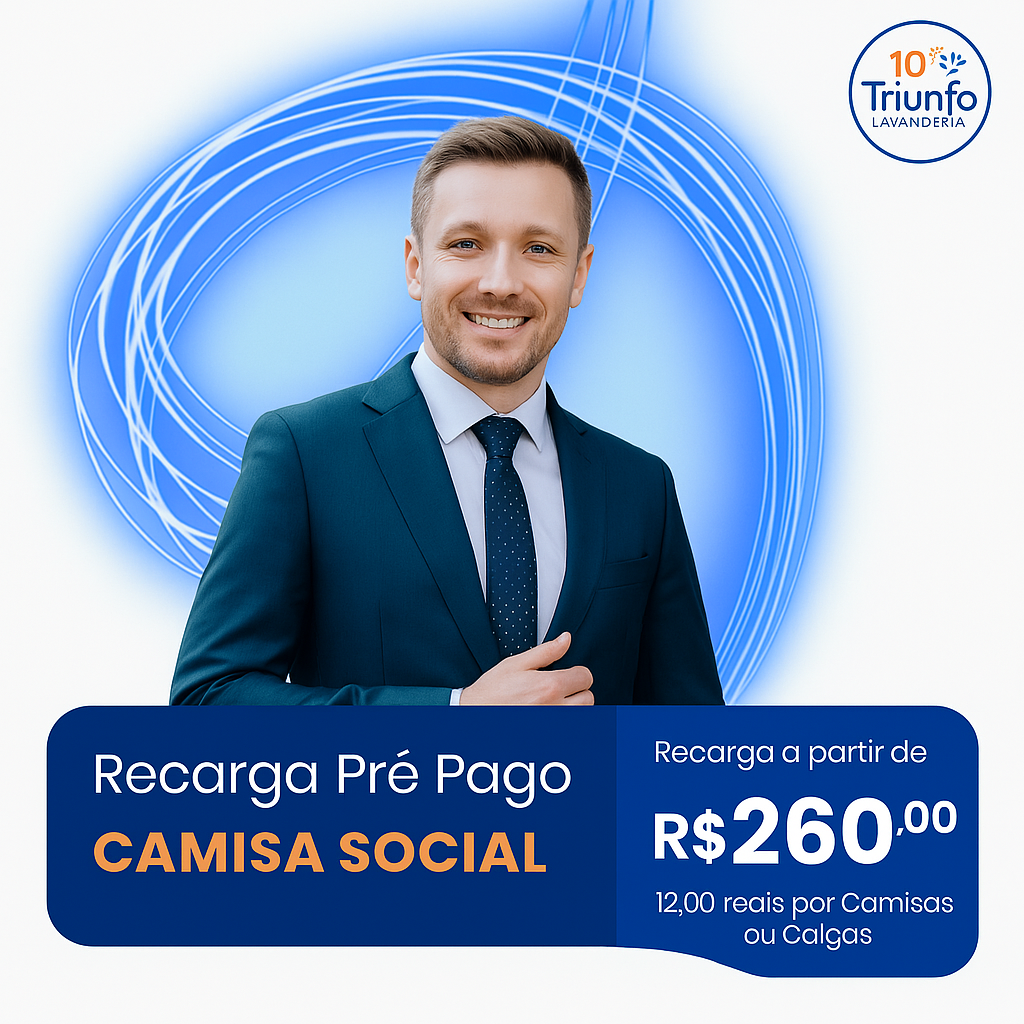 10
Triunfo
LAVANDERIA
Recarga Pré Pago
CAMISA SOCIAL
Recarga a partir de
R$260,00
12,00 reais por Camisas
ou Calgas